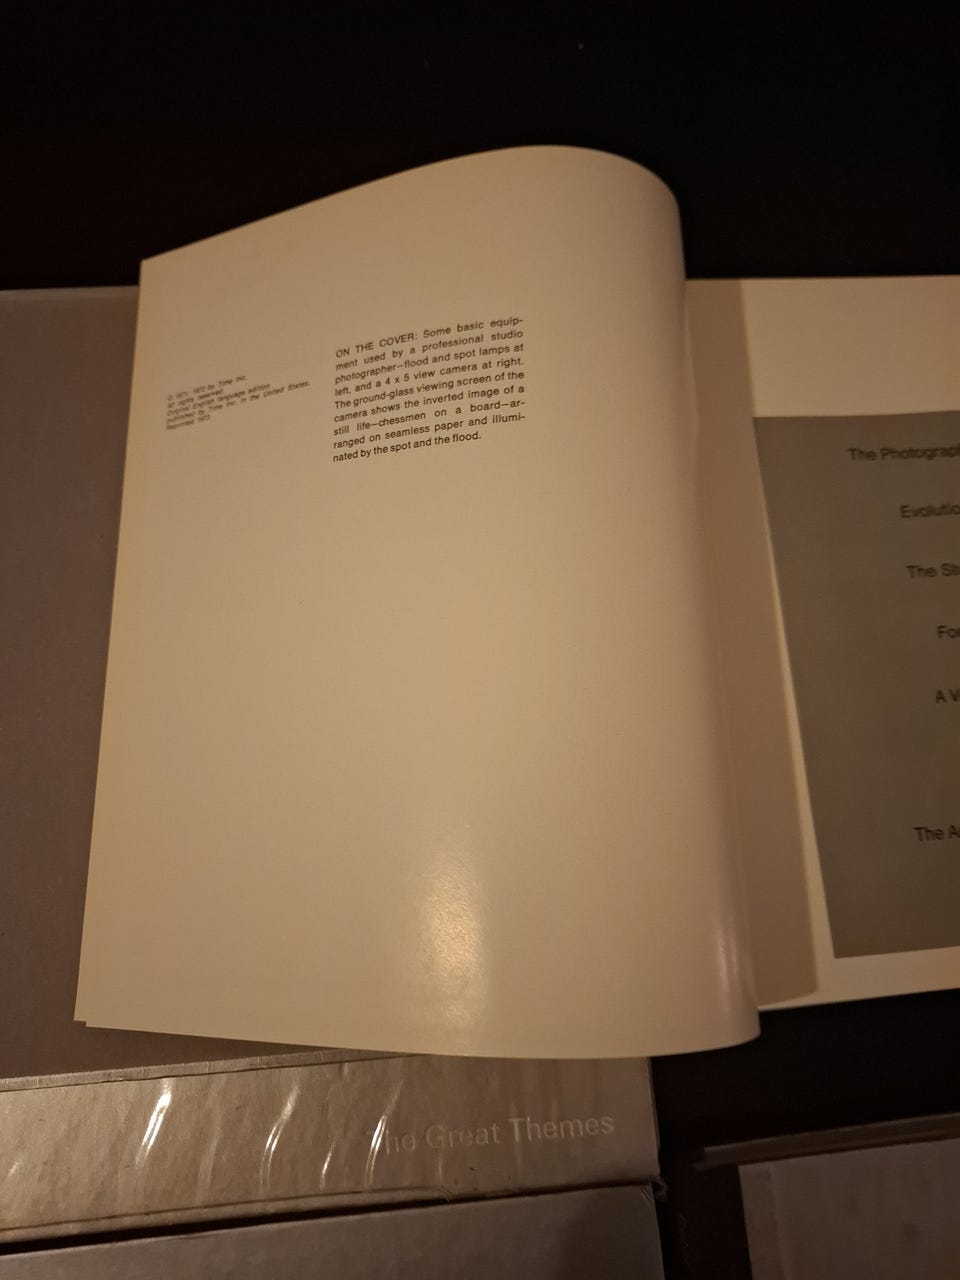 © 1971, 1972 by Time Inc.
All rights reserved.
Original English language edition
published by Time Inc. in the United States.
Reprinted 1973
ON THE COVER: Some basic equip-
ment used by a professional studio
photographer—flood and spot lamps at
left, and a 4 x 5 view camera at right.
The ground-glass viewing screen of the
camera shows the inverted image of a
still life—chessmen on a board—ar-
ranged on seamless paper and illumi-
nated by the spot and the flood.
The Photograp
Evolutio
The
Fo
A
The
The Great Themes